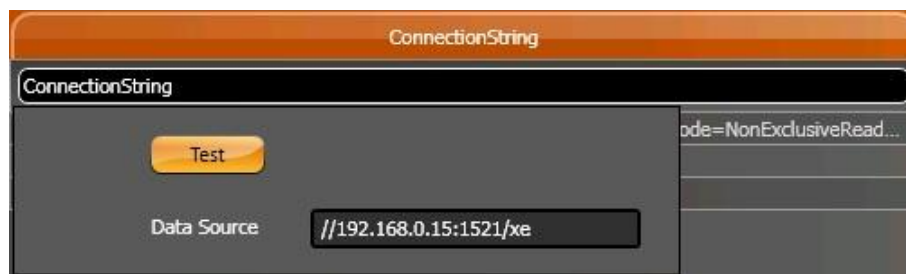 ConnectionString
ConnectionString
ode=NonExclusiveRead...
Test
Data Source //192.168.0.15:1521/xe